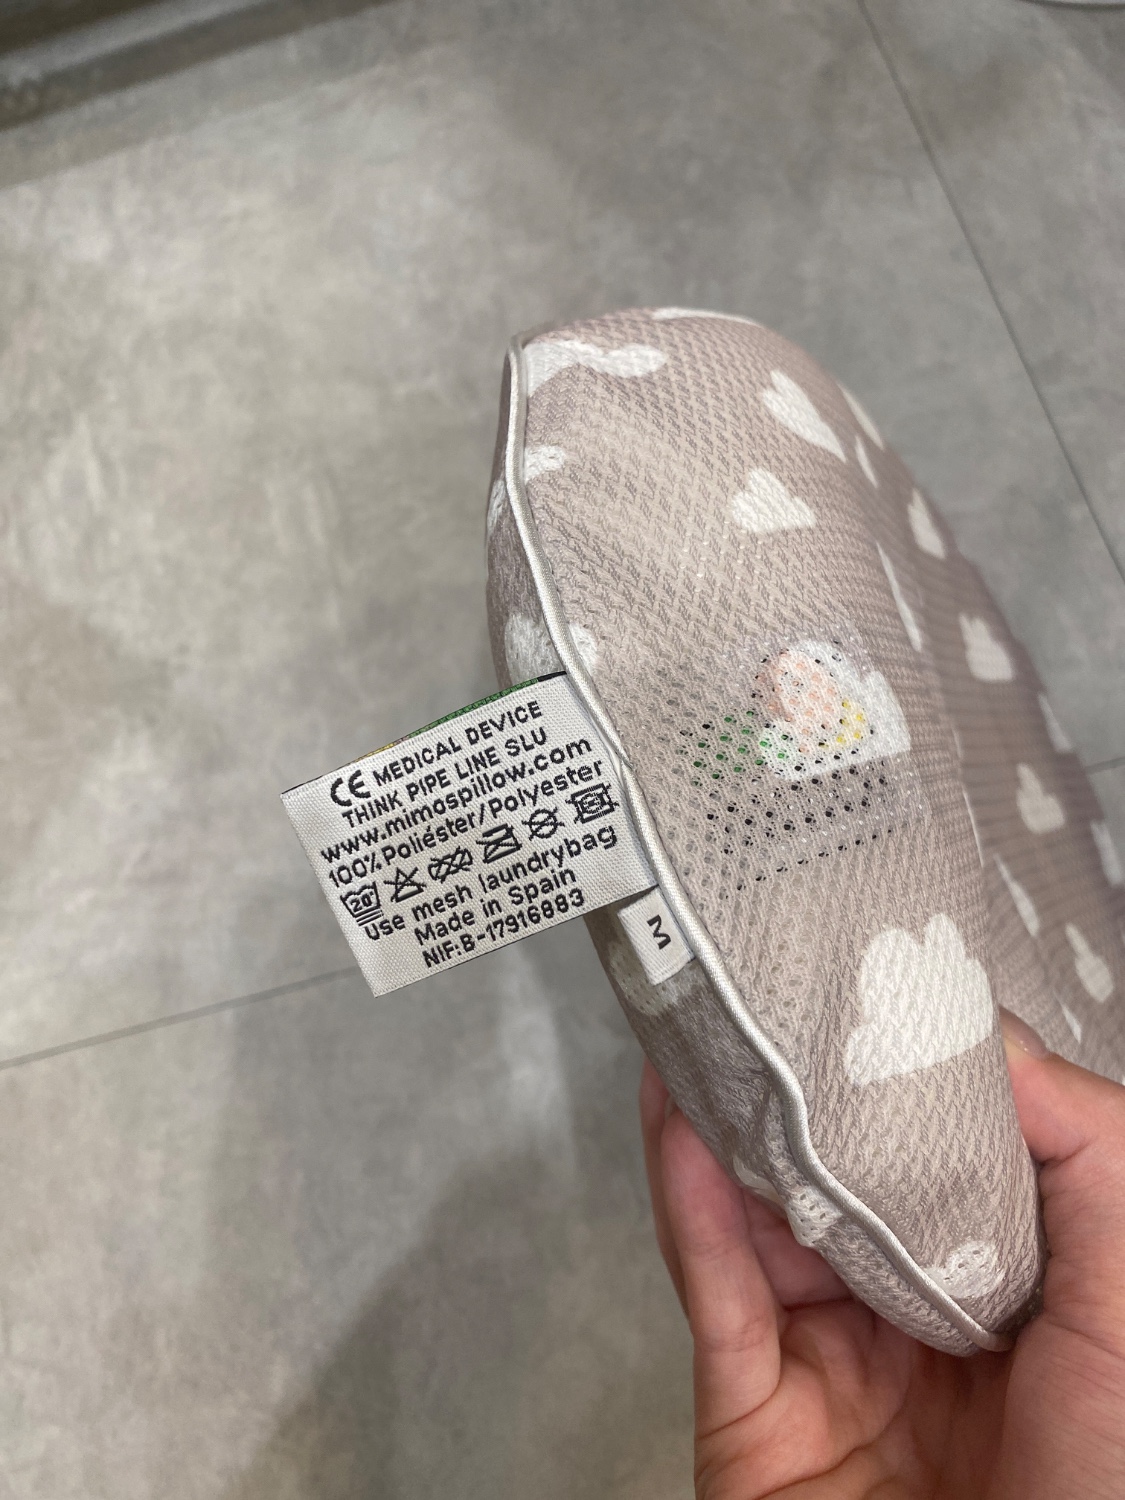 CE MEDICAL DEVICE
THINK PIPE LINE SLU
www.mimospillow.com
100% Poliéster/Polyester
20°
Use mesh laundrybag
Made in Spain
NIF:B-17916883
M